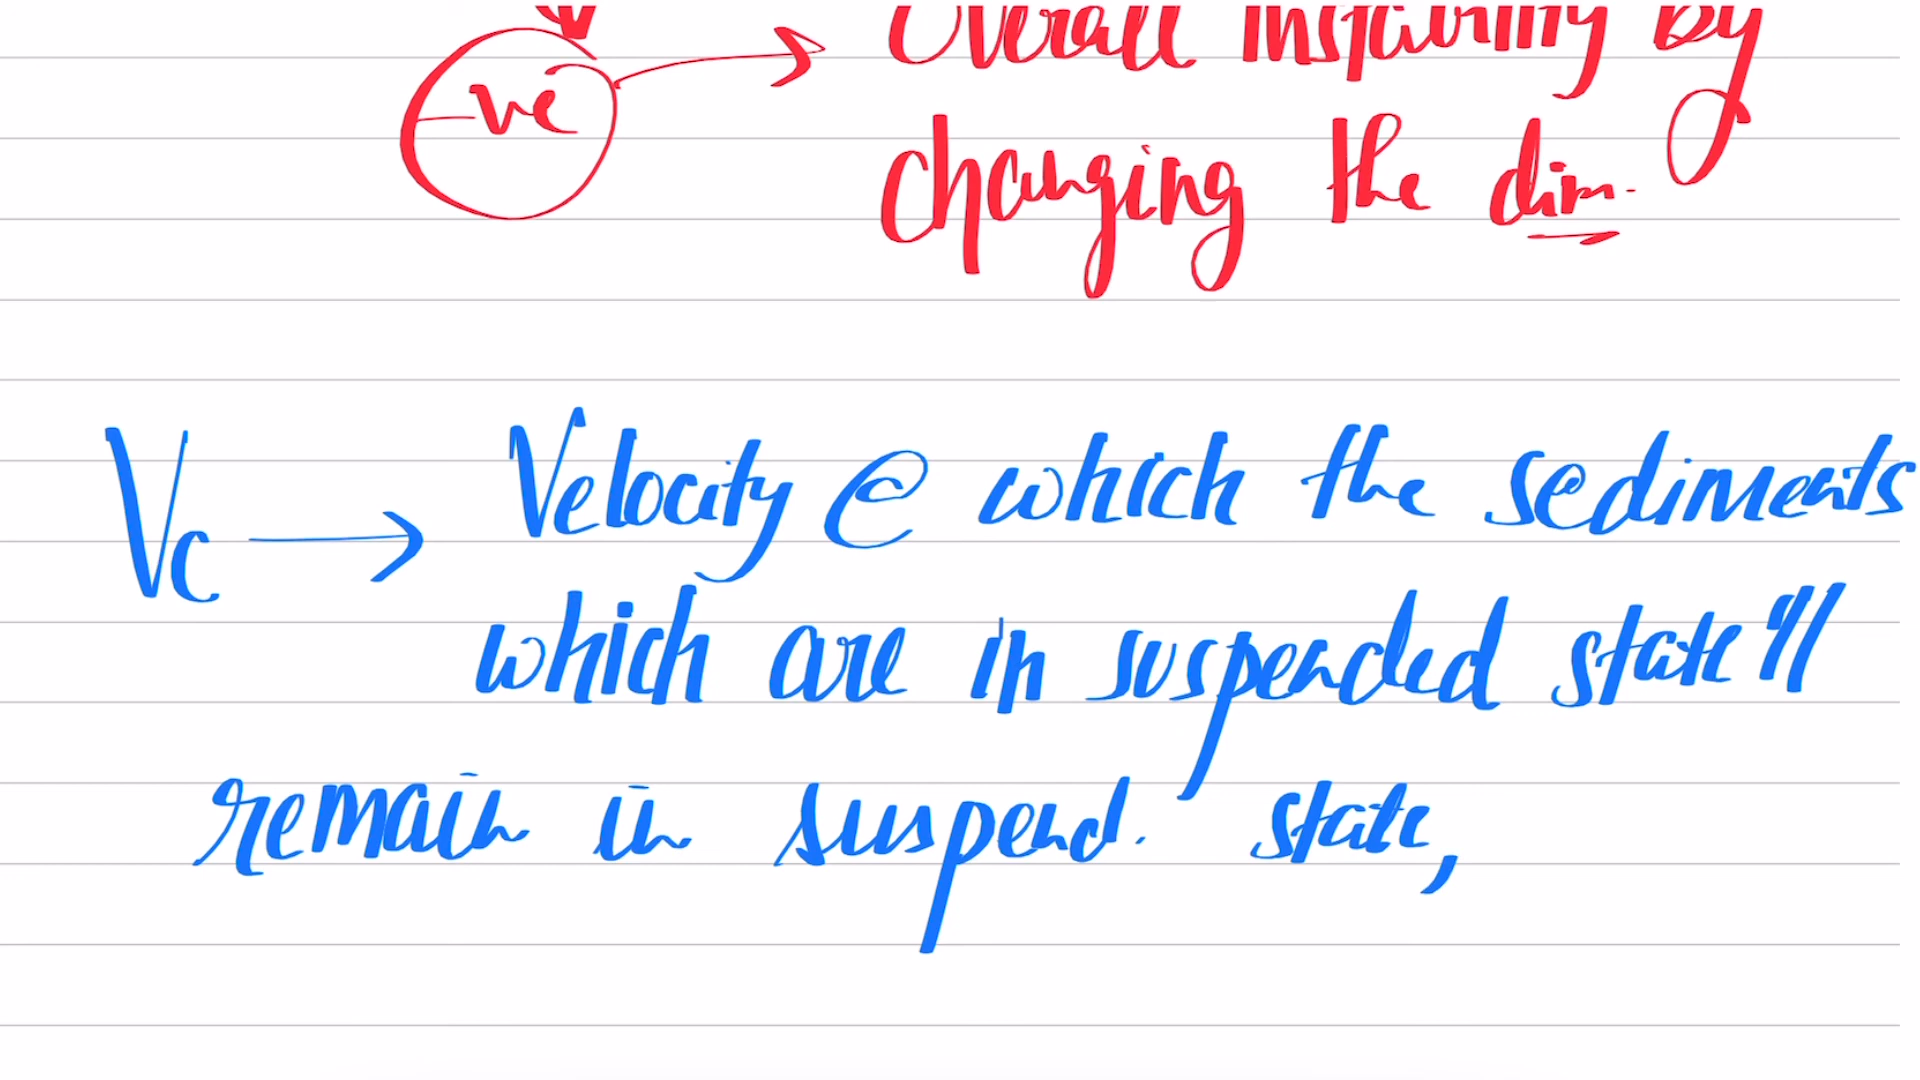 Overall instability by
-ve
changing the dim.
Vc → Velocity @ which the sediments
which are in suspended state 'll
remain in suspend. state,